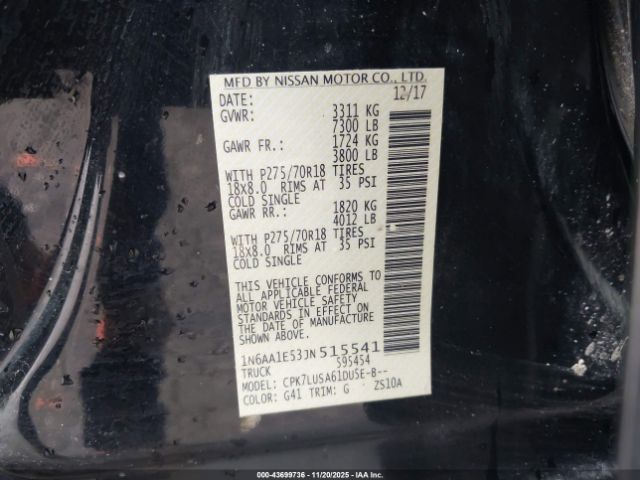 MFD BY NISSAN MOTOR CO., LTD.
DATE: 12/17
GVWR: 3311 KG
7300 LB
GAWR FR.: 1724 KG
3800 LB
WITH P275/70R18 TIRES
18X8.0 RIMS AT 35 PSI
COLD SINGLE
GAWR RR.: 1820 KG
4012 LB
WITH P275/70R18 TIRES
18X8.0 RIMS AT 35 PSI
COLD SINGLE
THIS VEHICLE CONFORMS TO
ALL APPLICABLE FEDERAL
MOTOR VEHICLE SAFETY
STANDARDS IN EFFECT ON
THE DATE OF MANUFACTURE
SHOWN ABOVE.
1N6AA1E53JN515541
TRUCK 595454
MODEL: CPK7LUSA61DUSE-B--
COLOR: G41 TRIM: G ZS10A
000-43699736 - 11/20/2025 - IAA Inc.